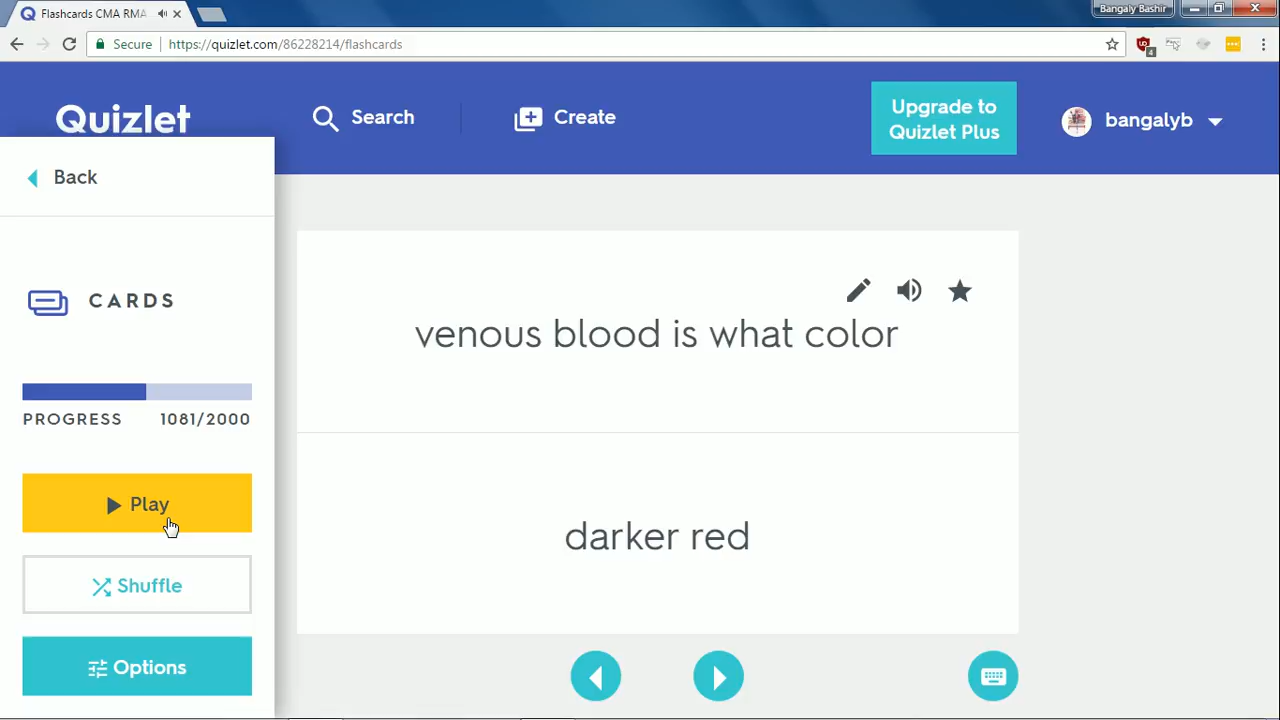 Flashcards CMA RMA
Bangaly Bashir
Secure
https://quizlet.com/86228214/flashcards
4
Quizlet
Search
Create
Upgrade to
Quizlet Plus
bangalyb
Back
CARDS
PROGRESS 1081/2000
Play
Shuffle
Options
venous blood is what color
darker red